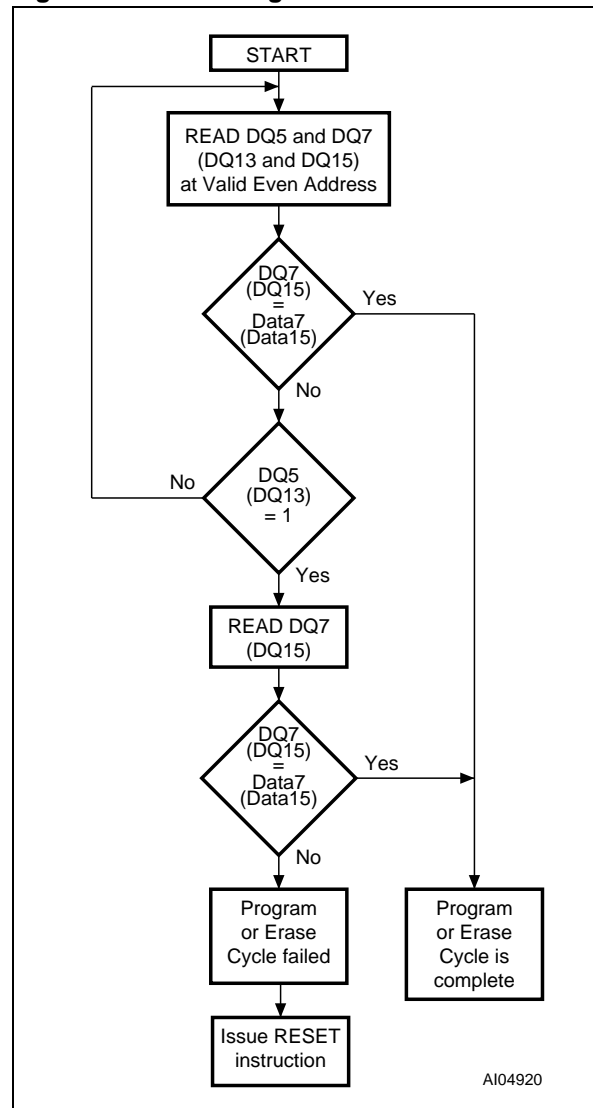 START
READ DQ5 and DQ7
(DQ13 and DQ15)
at Valid Even Address
DQ7
(DQ15)
=
Data7
(Data15)
Yes
No
DQ5
(DQ13)
= 1
No
Yes
READ DQ7
(DQ15)
DQ7
(DQ15)
=
Data7
(Data15)
Yes
No
Program
or Erase
Cycle failed
Program
or Erase
Cycle is
complete
Issue RESET
instruction
AI04920